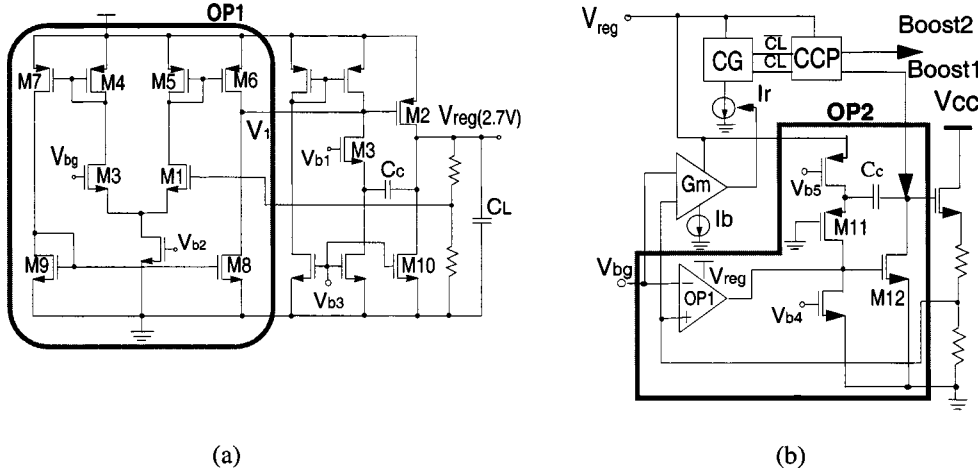 OP1
M7
M4
M5
M6
M2
V1
Vreg(2.7V)
Vbg
M3
M1
Vb1
M3
Cc
CL
Vb2
M9
M8
Vb3
M10
(a)
Vreg
CG
CL
CL
CCP
Boost2
Boost1
Ir
OP2
Vcc
Gm
Vb5
Cc
Ib
M11
Vbg
Vreg
OP1
M12
Vb4
(b)